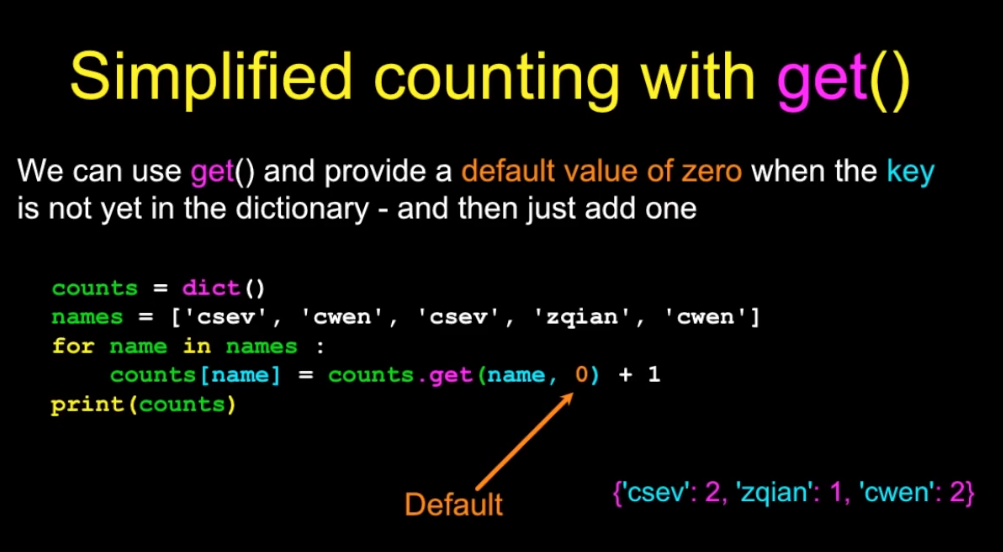 Simplified counting with get()
We can use get() and provide a default value of zero when the key
is not yet in the dictionary - and then just add one
counts = dict()
names = ['csev', 'cwen', 'csev', 'zqian', 'cwen']
for name in names :
    counts[name] = counts.get(name, 0) + 1
print(counts)
Default
{'csev': 2, 'zqian': 1, 'cwen': 2}